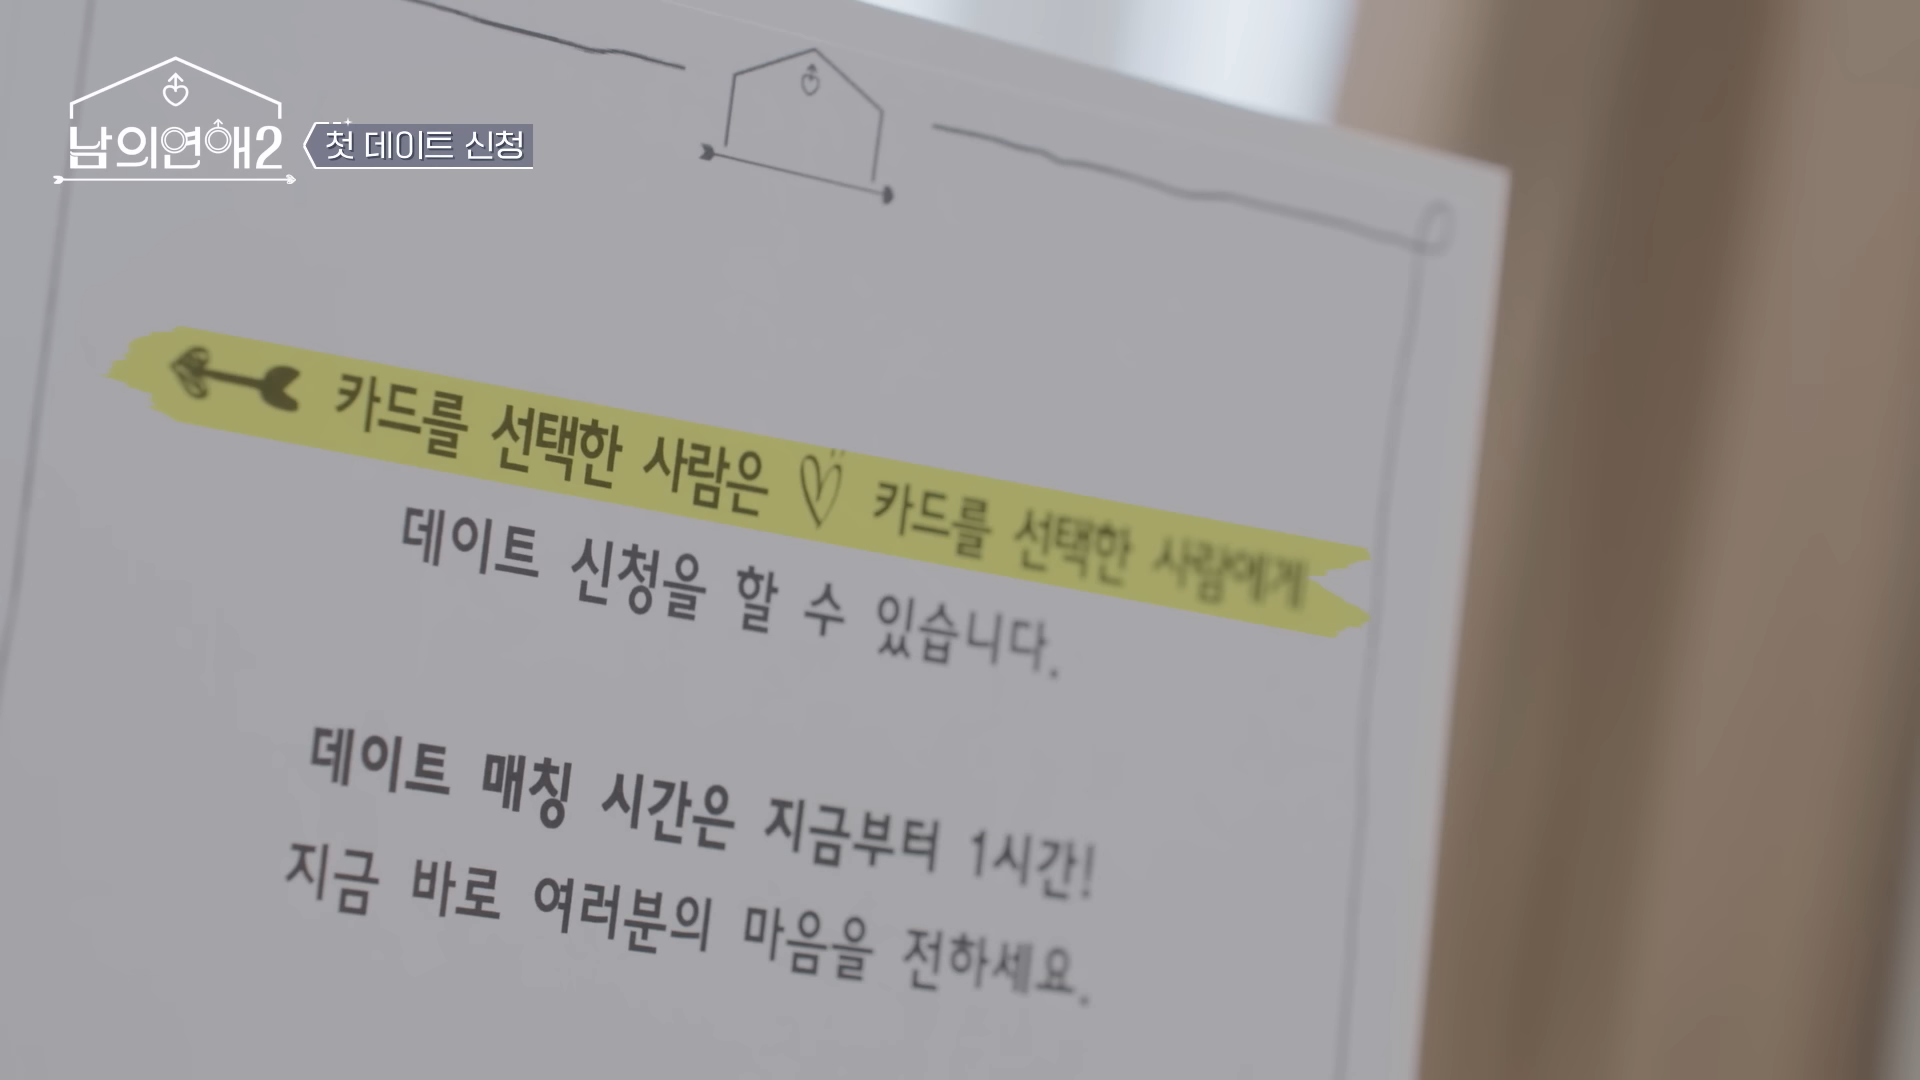 남의연애2
첫 데이트 신청
카드를 선택한 사람은 카드를 선택한 사람에게
데이트 신청을 할 수 있습니다.
데이트 매칭 시간은 지금부터 1시간!
지금 바로 여러분의 마음을 전하세요.